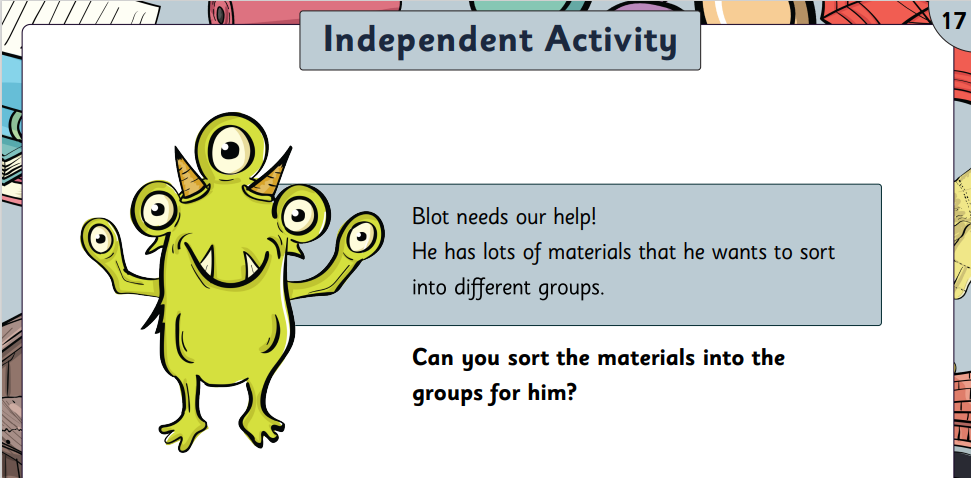 17
Independent Activity
Blot needs our help!
He has lots of materials that he wants to sort
into different groups.
Can you sort the materials into the
groups for him?